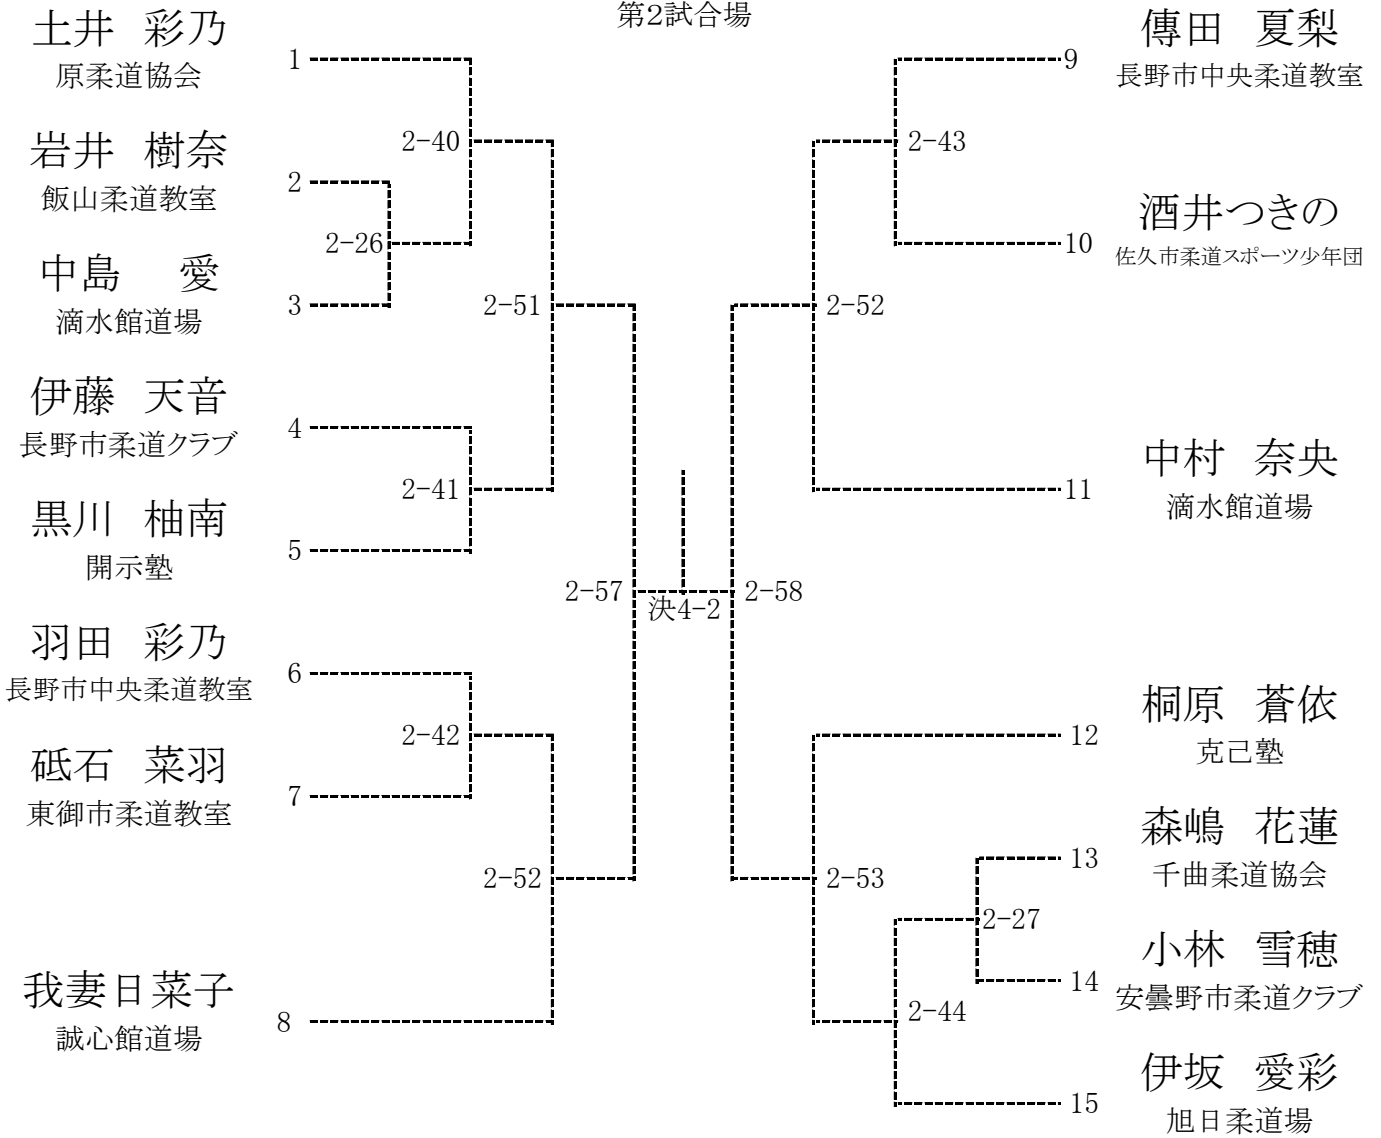 第2試合場
土井　彩乃
原柔道協会
1
岩井　樹奈
飯山柔道教室
2
中島　愛
滴水館道場
3
伊藤　天音
長野市柔道クラブ
4
黒川　柚南
開示塾
5
羽田　彩乃
長野市中央柔道教室
6
砥石　菜羽
東御市柔道教室
7
我妻日菜子
誠心館道場
8
2-40
2-26
2-51
2-41
2-57
2-42
2-52
決4-2
2-43
2-52
2-58
2-53
2-27
2-44
傳田　夏梨
9
長野市中央柔道教室
酒井つきの
10
佐久市柔道スポーツ少年団
中村　奈央
11
滴水館道場
桐原　蒼依
12
克己塾
森嶋　花蓮
13
千曲柔道協会
小林　雪穂
14
安曇野市柔道クラブ
伊坂　愛彩
15
旭日柔道場